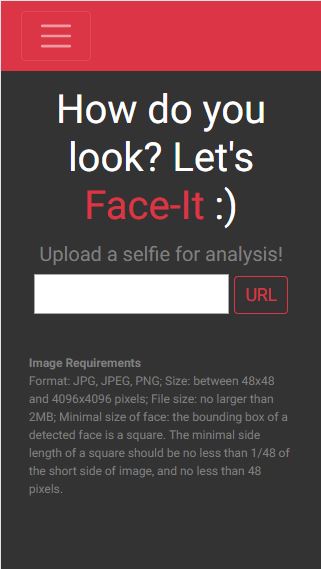 How do you
look? Let's
Face-It :)
Upload a selfie for analysis!
URL
Image Requirements
Format: JPG, JPEG, PNG; Size: between 48x48
and 4096x4096 pixels; File size: no larger than
2MB; Minimal size of face: the bounding box of a
detected face is a square. The minimal side
length of a square should be no less than 1/48 of
the short side of image, and no less than 48
pixels.